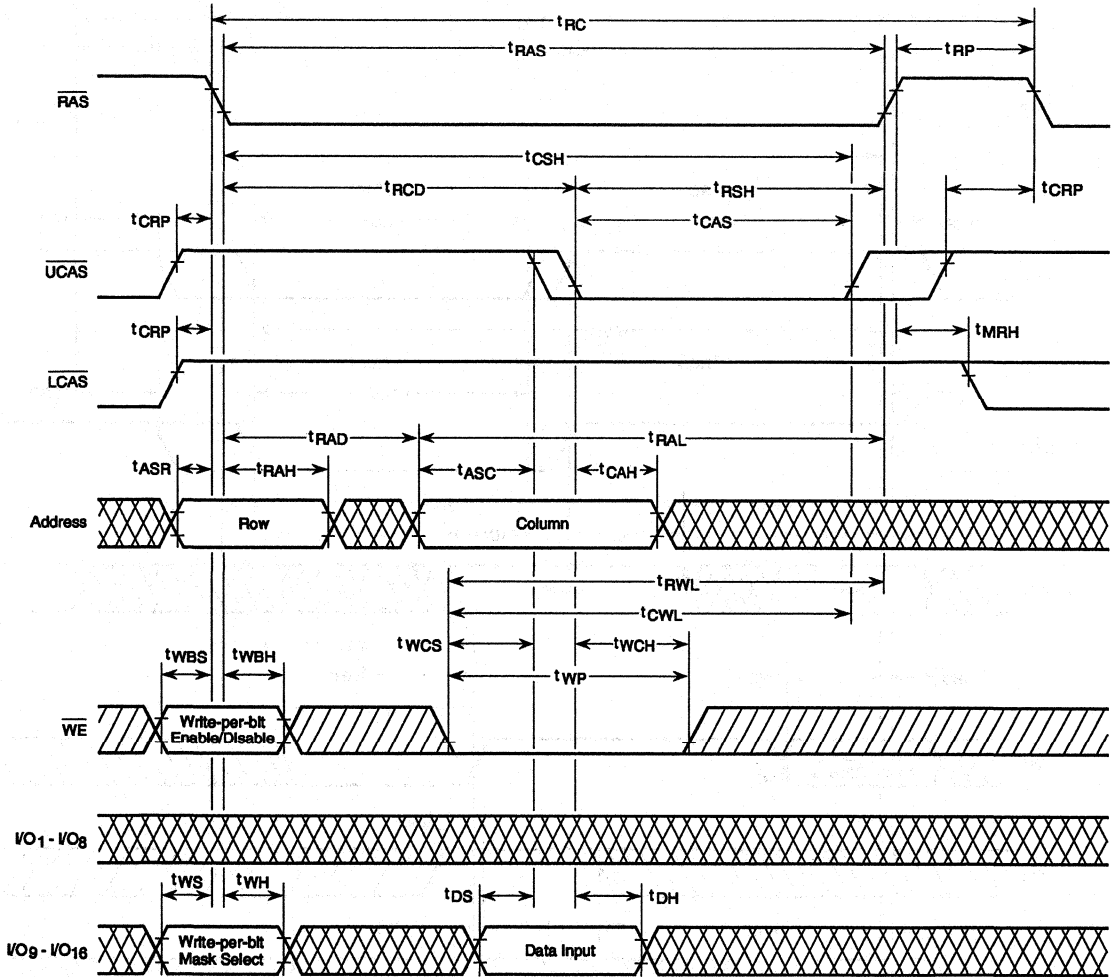 tRC
tRAS
tRP
RAS
tCSH
tRCD
tRSH
tCRP
tCRP
tCAS
UCAS
tCRP
tMRH
LCAS
tRAD
tRAL
tASR
tRAH
tASC
tCAH
Address
Row
Column
tRWL
tCWL
tWCS
tWCH
tWBS
tWBH
tWP
WE
Write-per-bit
Enable/Disable
I/O1 - I/O8
tWS
tWH
tDS
tDH
I/O9 - I/O16
Write-per-bit
Mask Select
Data Input